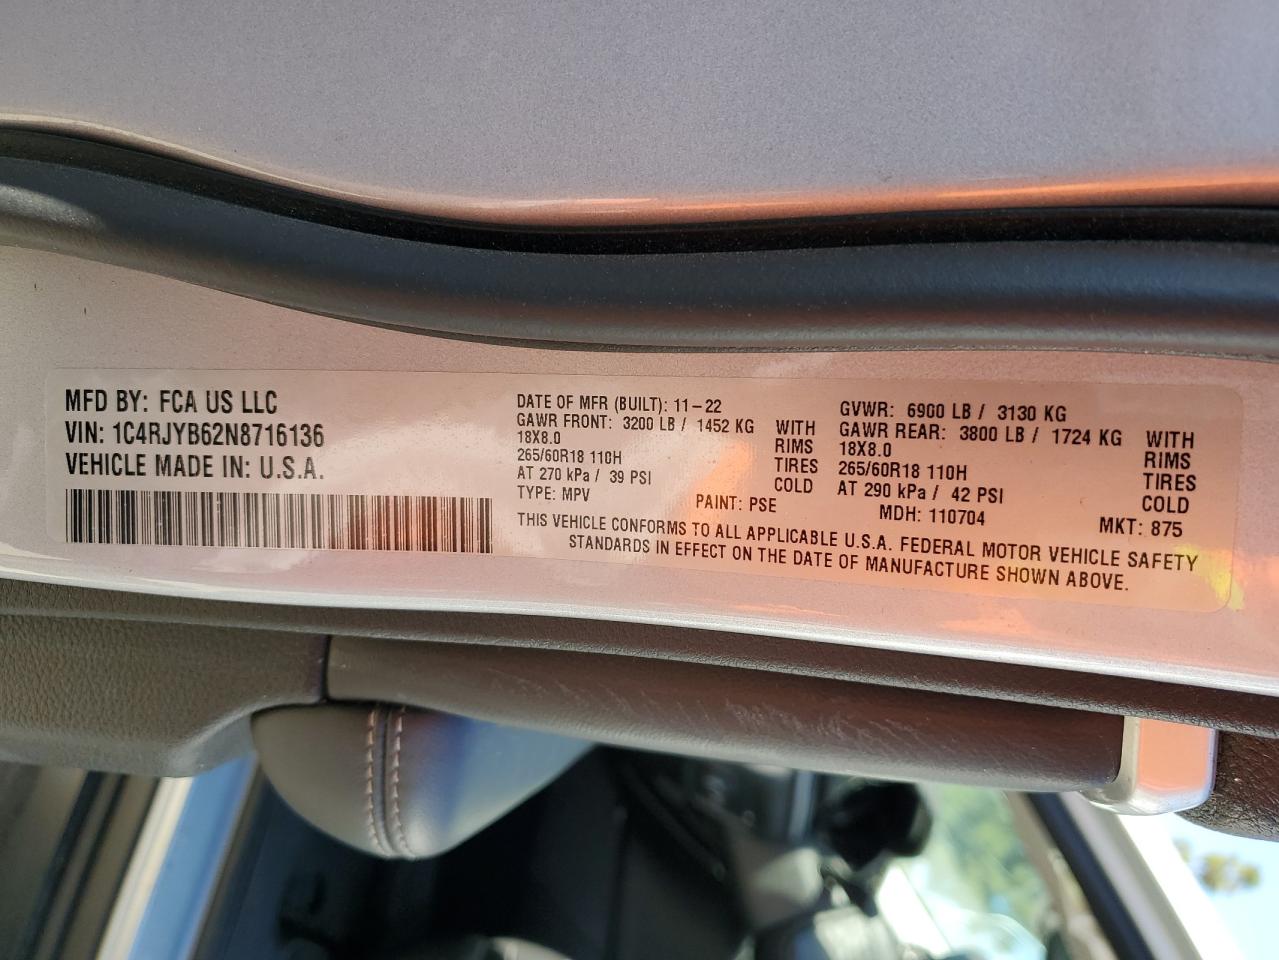 MFD BY: FCA US LLC
VIN: 1C4RJYB62N8716136
VEHICLE MADE IN: U.S.A.
DATE OF MFR (BUILT): 11-22
GAWR FRONT: 3200 LB / 1452 KG WITH
18X8.0 RIMS
265/60R18 110H TIRES
AT 270 kPa / 39 PSI COLD
TYPE: MPV PAINT: PSE
GVWR: 6900 LB / 3130 KG
GAWR REAR: 3800 LB / 1724 KG WITH
18X8.0 RIMS
265/60R18 110H TIRES
AT 290 kPa / 42 PSI COLD
MDH: 110704 MKT: 875
THIS VEHICLE CONFORMS TO ALL APPLICABLE U.S.A. FEDERAL MOTOR VEHICLE SAFETY
STANDARDS IN EFFECT ON THE DATE OF MANUFACTURE SHOWN ABOVE.